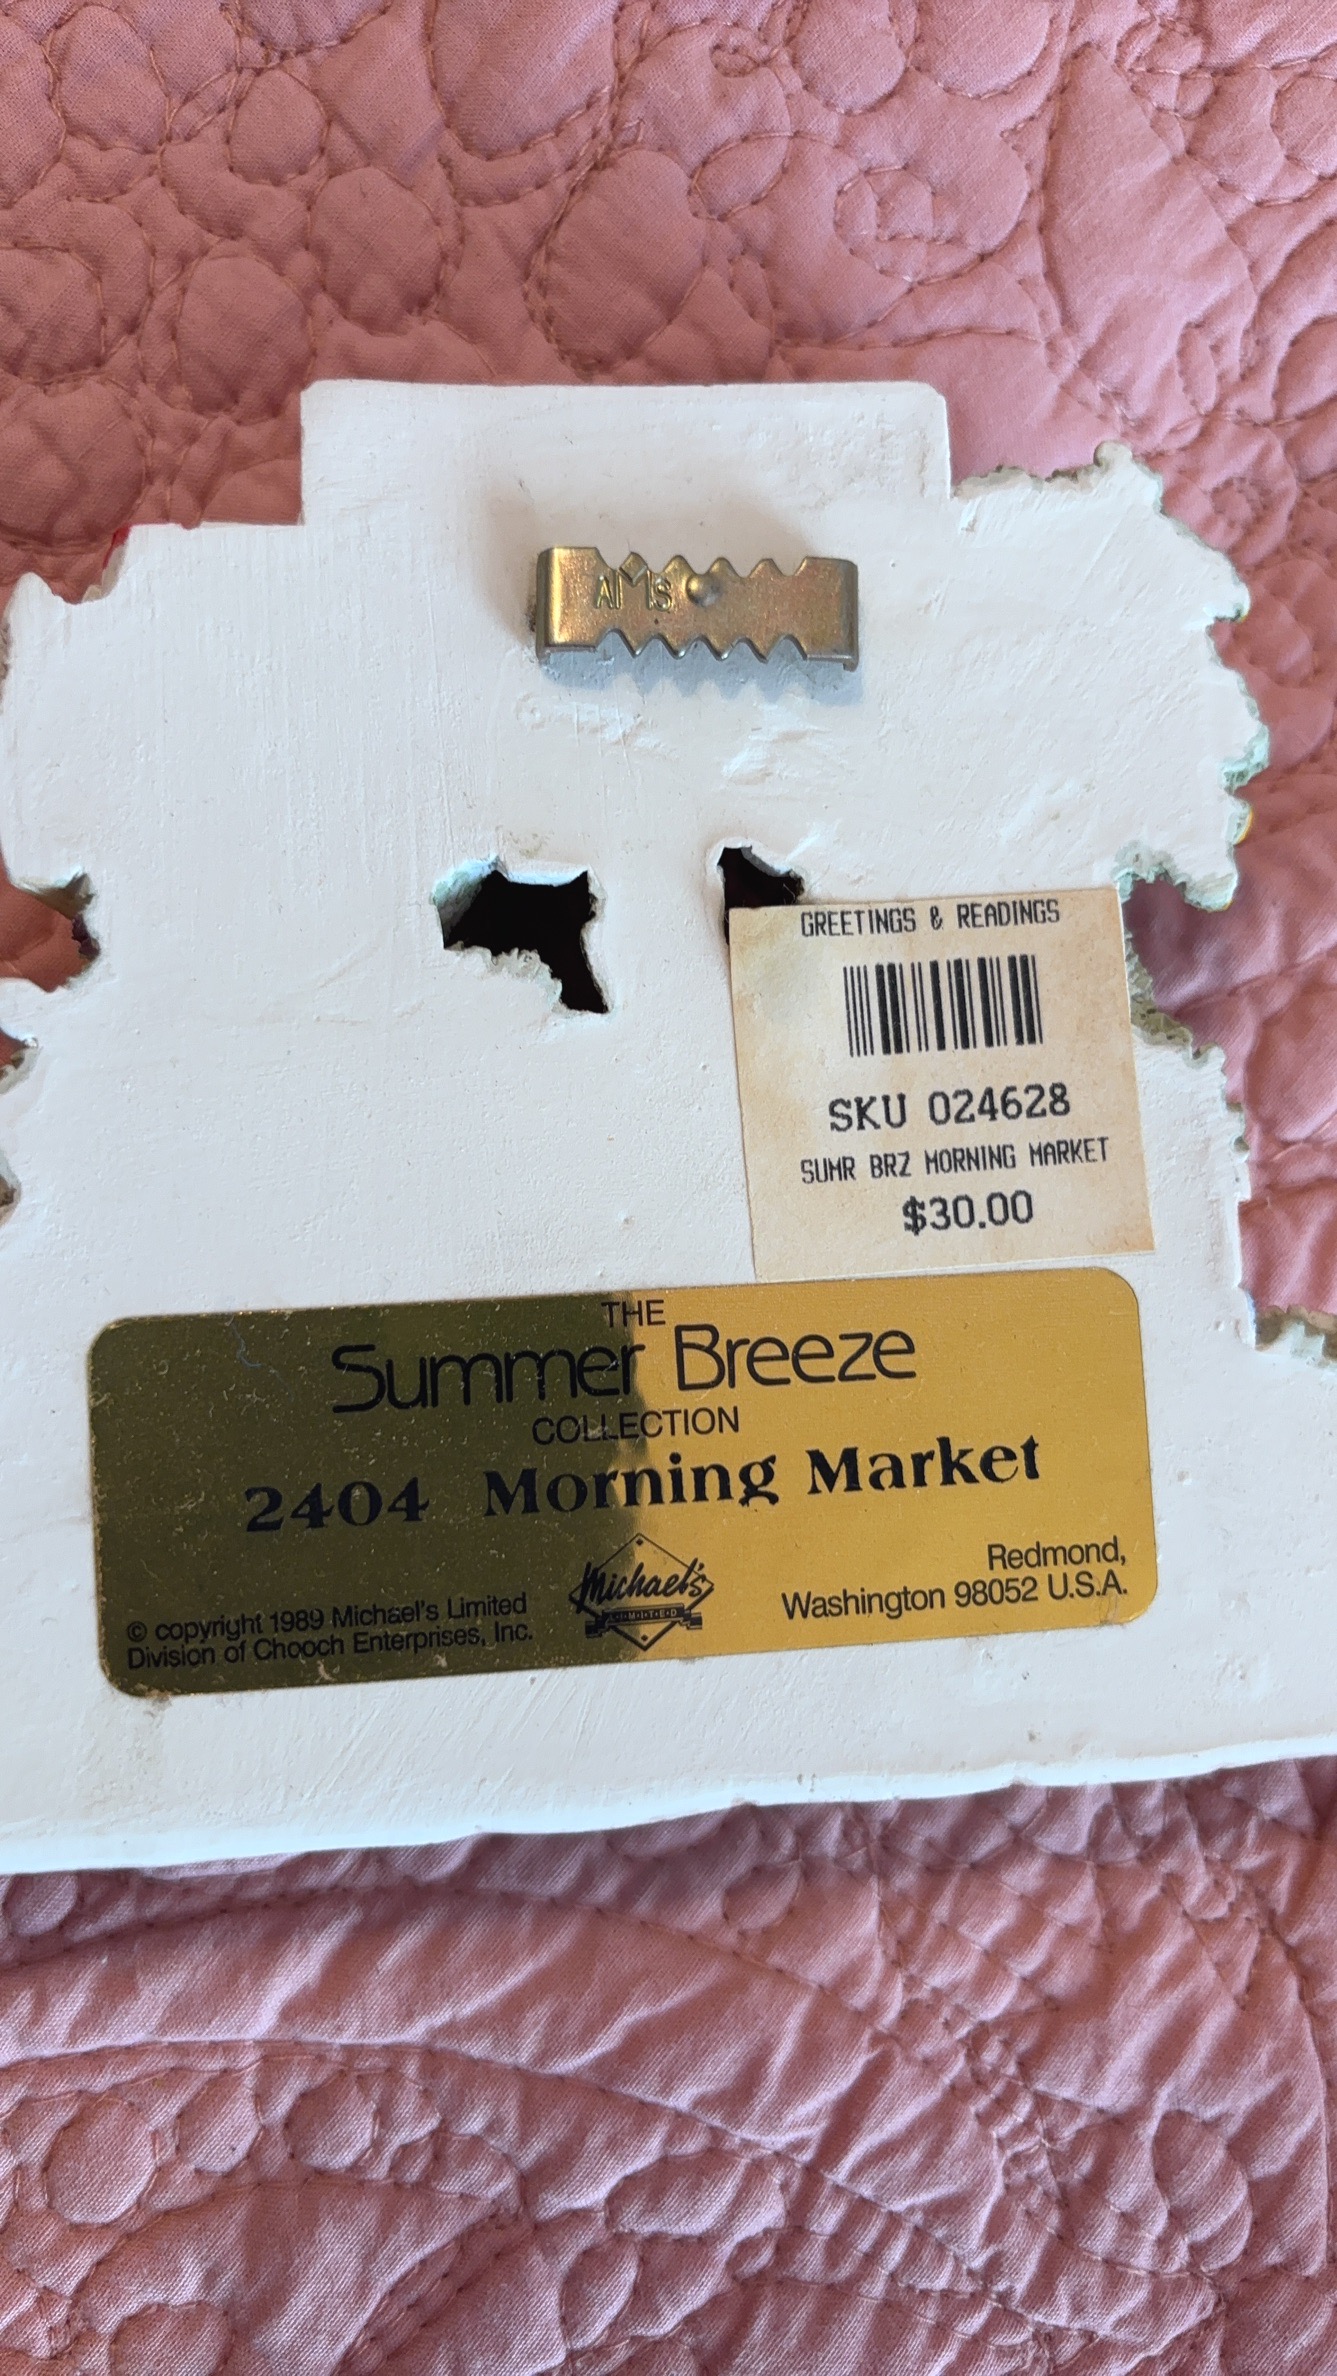 AMS
GREETINGS & READINGS
SKU 024628
SUMR BRZ MORNING MARKET
$30.00
THE
Summer Breeze
COLLECTION
2404 Morning Market
© copyright 1989 Michael's Limited
Division of Chooch Enterprises, Inc.
Michael's
LIMITED
Redmond,
Washington 98052 U.S.A.